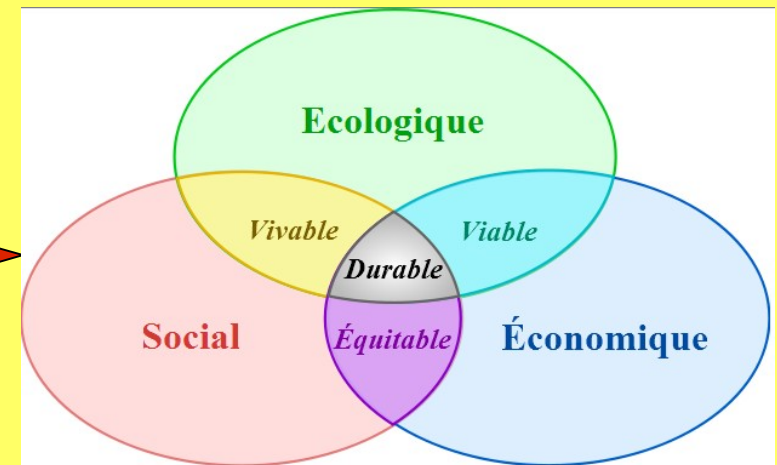 Ecologique
Vivable
Viable
Durable
Social
Équitable
Économique